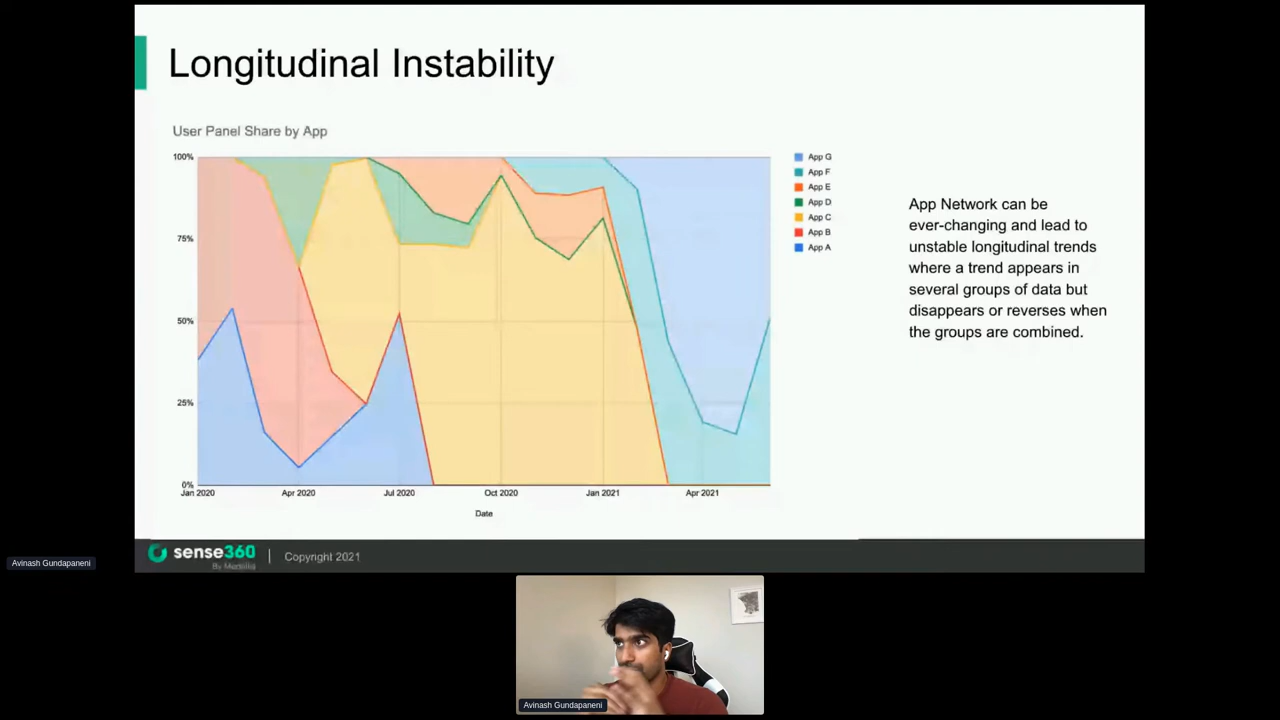 Longitudinal Instability
User Panel Share by App
100%
75%
50%
25%
0%
Jan 2020
Apr 2020
Jul 2020
Oct 2020
Jan 2021
Apr 2021
Date
App G
App F
App E
App D
App C
App B
App A
App Network can be
ever-changing and lead to
unstable longitudinal trends
where a trend appears in
several groups of data but
disappears or reverses when
the groups are combined.
sense360
By Medallia
Copyright 2021
Avinash Gundapaneni
Avinash Gundapaneni